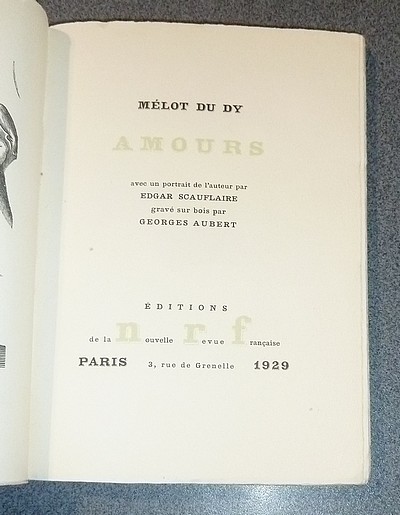 MÉLOT DU DY
AMOURS
avec un portrait de l'auteur par
EDGAR SCAUFLAIRE
gravé sur bois par
GEORGES AUBERT
ÉDITIONS
de la nouvelle revue française
PARIS 3, rue de Grenelle 1929